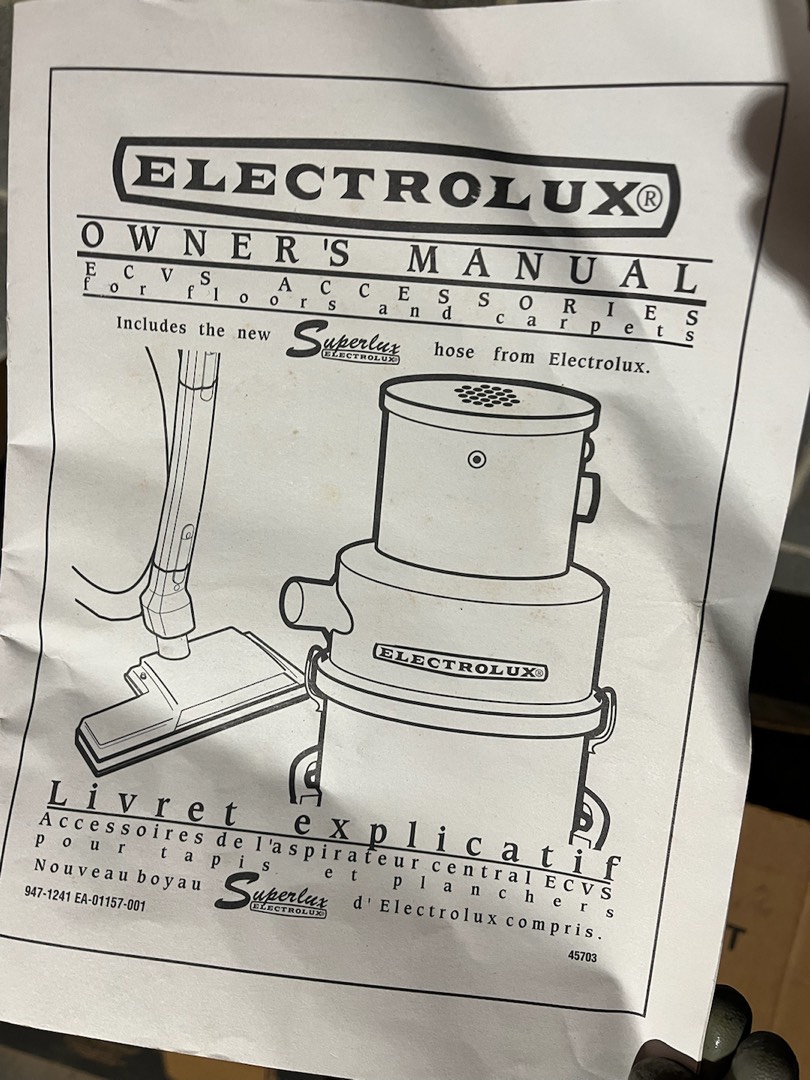 ELECTROLUX®
OWNER'S MANUAL
ECVS ACCESSORIES
for floors and carpets
Includes the new Superlux ELECTROLUX® hose from Electrolux.
ELECTROLUX®
Livret explicatif
Accessoires de l'aspirateur central ECVS
pour tapis et planchers
Nouveau boyau Superlux ELECTROLUX® d'Electrolux compris.
947-1241 EA-01157-001
45703
T